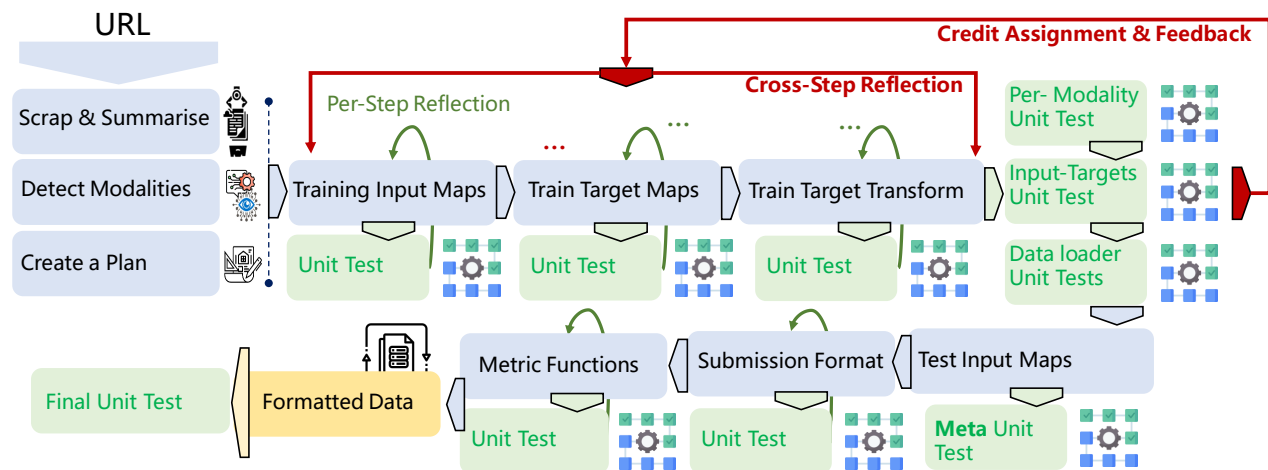 URL
Credit Assignment & Feedback
Scrap & Summarise
Per-Step Reflection
Cross-Step Reflection
Per- Modality
Unit Test
...
...
...
Detect Modalities
Training Input Maps
Train Target Maps
Train Target Transform
Input-Targets
Unit Test
Create a Plan
Unit Test
Unit Test
Unit Test
Data loader
Unit Tests
Metric Functions
Submission Format
Test Input Maps
Final Unit Test
Formatted Data
Unit Test
Unit Test
Meta Unit
Test